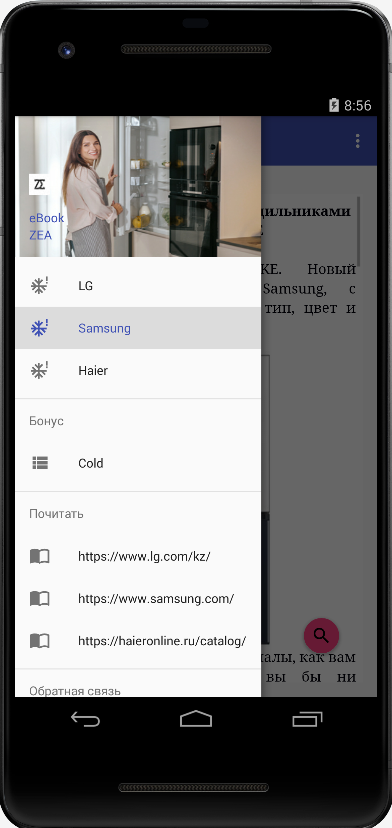 8:56
ZE
eBook
ZEA
LG
Samsung
Haier
Бонус
Cold
Почитать
https://www.lg.com/kz/
https://www.samsung.com/
https://haieronline.ru/catalog/
Обратная связь
дильниками
KE. Новый
Samsung, с
тип, цвет и
алы, как вам
вы бы ни